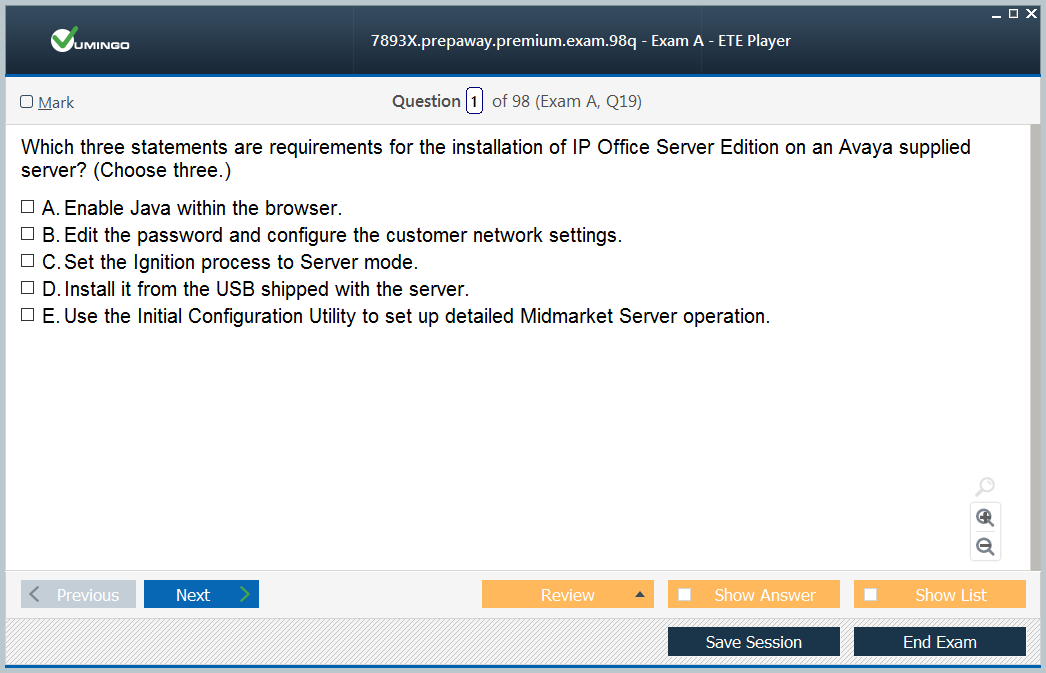 VUMINGO
7893X.prepaway.premium.exam.98q - Exam A - ETE Player
Mark
Question 1 of 98 (Exam A, Q19)
Which three statements are requirements for the installation of IP Office Server Edition on an Avaya supplied
server? (Choose three.)
A. Enable Java within the browser.
B. Edit the password and configure the customer network settings.
C. Set the Ignition process to Server mode.
D. Install it from the USB shipped with the server.
E. Use the Initial Configuration Utility to set up detailed Midmarket Server operation.
Previous Next Review Show Answer Show List
Save Session End Exam